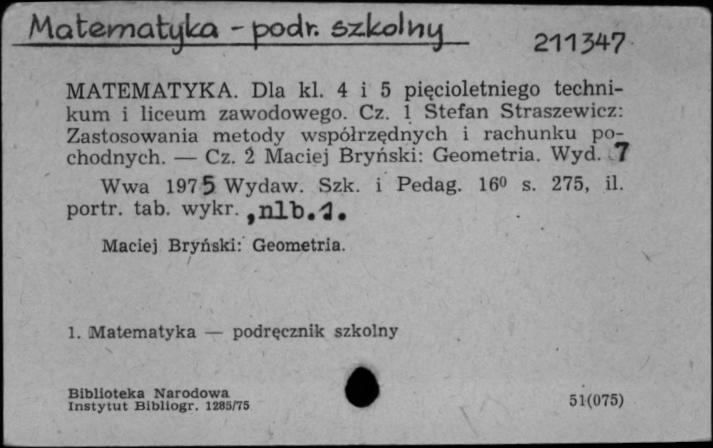 Matematyka - podr. szkolny
211347
MATEMATYKA. Dla kl. 4 i 5 pięcioletniego techni-
kum i liceum zawodowego. Cz. 1 Stefan Straszewicz:
Zastosowania metody współrzędnych i rachunku po-
chodnych. — Cz. 2 Maciej Bryński: Geometria. Wyd. 7
Wwa 1975 Wydaw. Szk. i Pedag. 16⁰ s. 275, il.
portr. tab. wykr. ,nlb.1.
Maciej Bryński: Geometria.
1. Matematyka — podręcznik szkolny
Biblioteka Narodowa
Instytut Bibliogr. 1285/75
51(075)